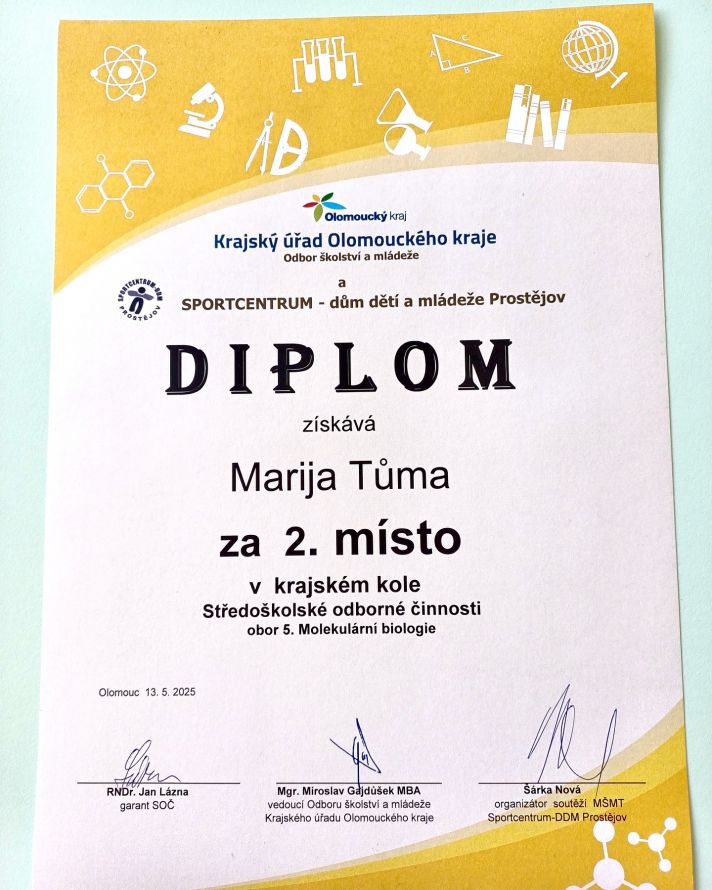 A
C
B
Olomoucký kraj
Krajský úřad Olomouckého kraje
Odbor školství a mládeže
a
SPORTCENTRUM-DDM
PROSTĚJOV
SPORTCENTRUM - dům dětí a mládeže Prostějov
DIPLOM
získává
Marija Tůma
za 2. místo
v krajském kole
Středoškolské odborné činnosti
obor 5. Molekulární biologie
Olomouc 13. 5. 2025
RNDr. Jan Lázna
garant SOČ
Mgr. Miroslav Gajdůšek MBA
vedoucí Odboru školství a mládeže
Krajského úřadu Olomouckého kraje
Šárka Nová
organizátor soutěží MŠMT
Sportcentrum-DDM Prostějov